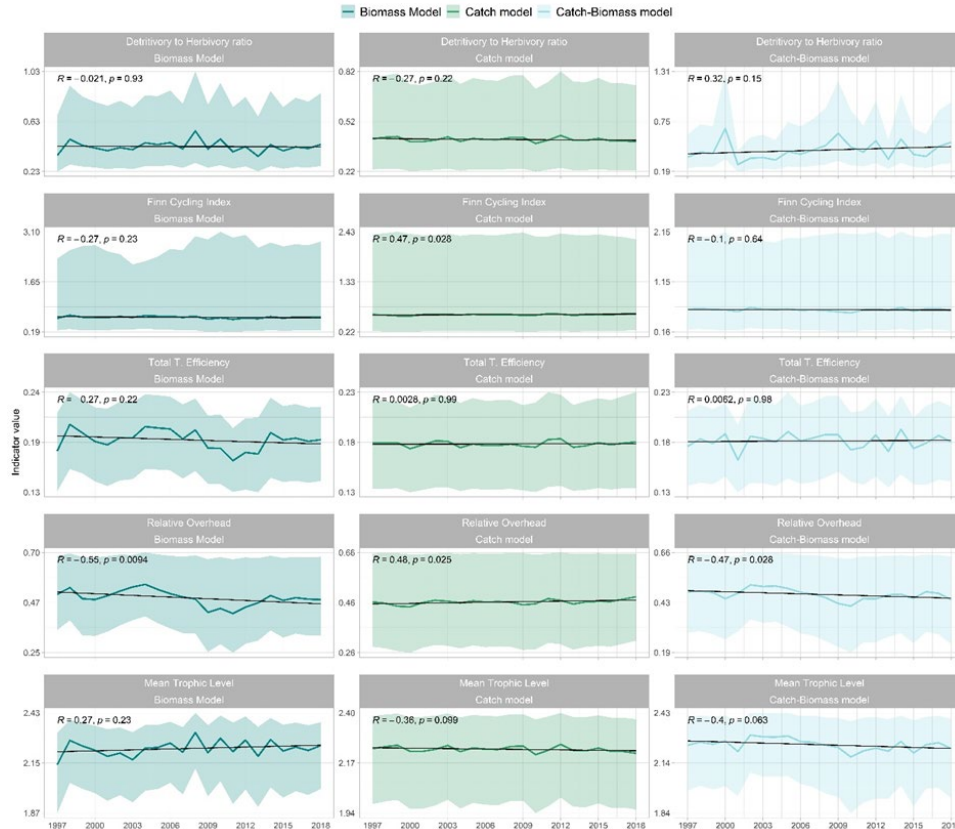 Biomass Model Catch model Catch-Biomass model
Detritivory to Herbivory ratio Detritivory to Herbivory ratio Detritivory to Herbivory ratio
Biomass Model Catch model Catch-Biomass model
1.03 0.82 1.31
R = −0.021, p = 0.93 R = −0.27, p = 0.22 R = 0.32, p = 0.15
0.63 0.52 0.75
0.23 0.22 0.19
Finn Cycling Index Finn Cycling Index Finn Cycling Index
Biomass Model Catch model Catch-Biomass model
3.10 2.43 2.15
R = −0.27, p = 0.23 R = 0.47, p = 0.028 R = −0.1, p = 0.64
1.65 1.33 1.15
0.19 0.22 0.16
Total T. Efficiency Total T. Efficiency Total T. Efficiency
Biomass Model Catch model Catch-Biomass model
0.24 0.23 0.23
R = 0.27, p = 0.22 R = 0.0028, p = 0.99 R = 0.0062, p = 0.98
0.19 0.18 0.18
0.13 0.13 0.13
Indicator value
Relative Overhead Relative Overhead Relative Overhead
Biomass Model Catch model Catch-Biomass model
0.70 0.66 0.66
R = −0.55, p = 0.0094 R = 0.48, p = 0.025 R = −0.47, p = 0.028
0.47 0.46 0.43
0.25 0.26 0.19
Mean Trophic Level Mean Trophic Level Mean Trophic Level
Biomass Model Catch model Catch-Biomass model
2.43 2.40 2.43
R = 0.27, p = 0.23 R = −0.36, p = 0.099 R = −0.4, p = 0.063
2.15 2.17 2.14
1.87 1.94 1.84
1997 2000 2003 2006 2009 2012 2015 2018 1997 2000 2003 2006 2009 2012 2015 2018 1997 2000 2003 2006 2009 2012 2015 201